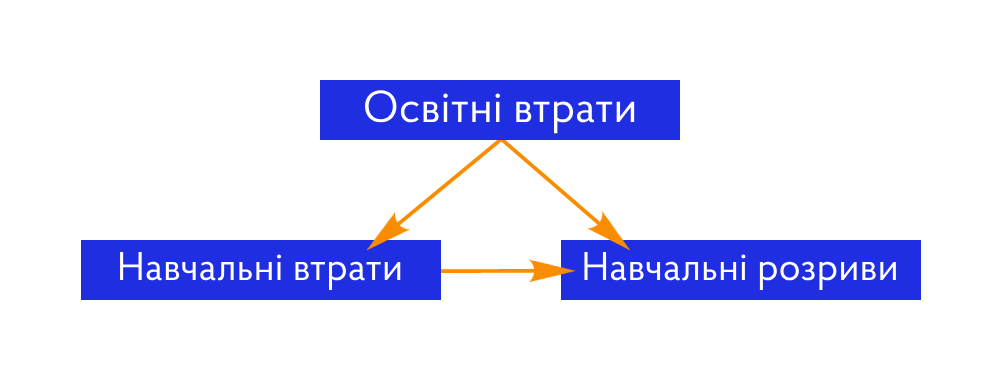 Освітні втрати
Навчальні втрати
Навчальні розриви